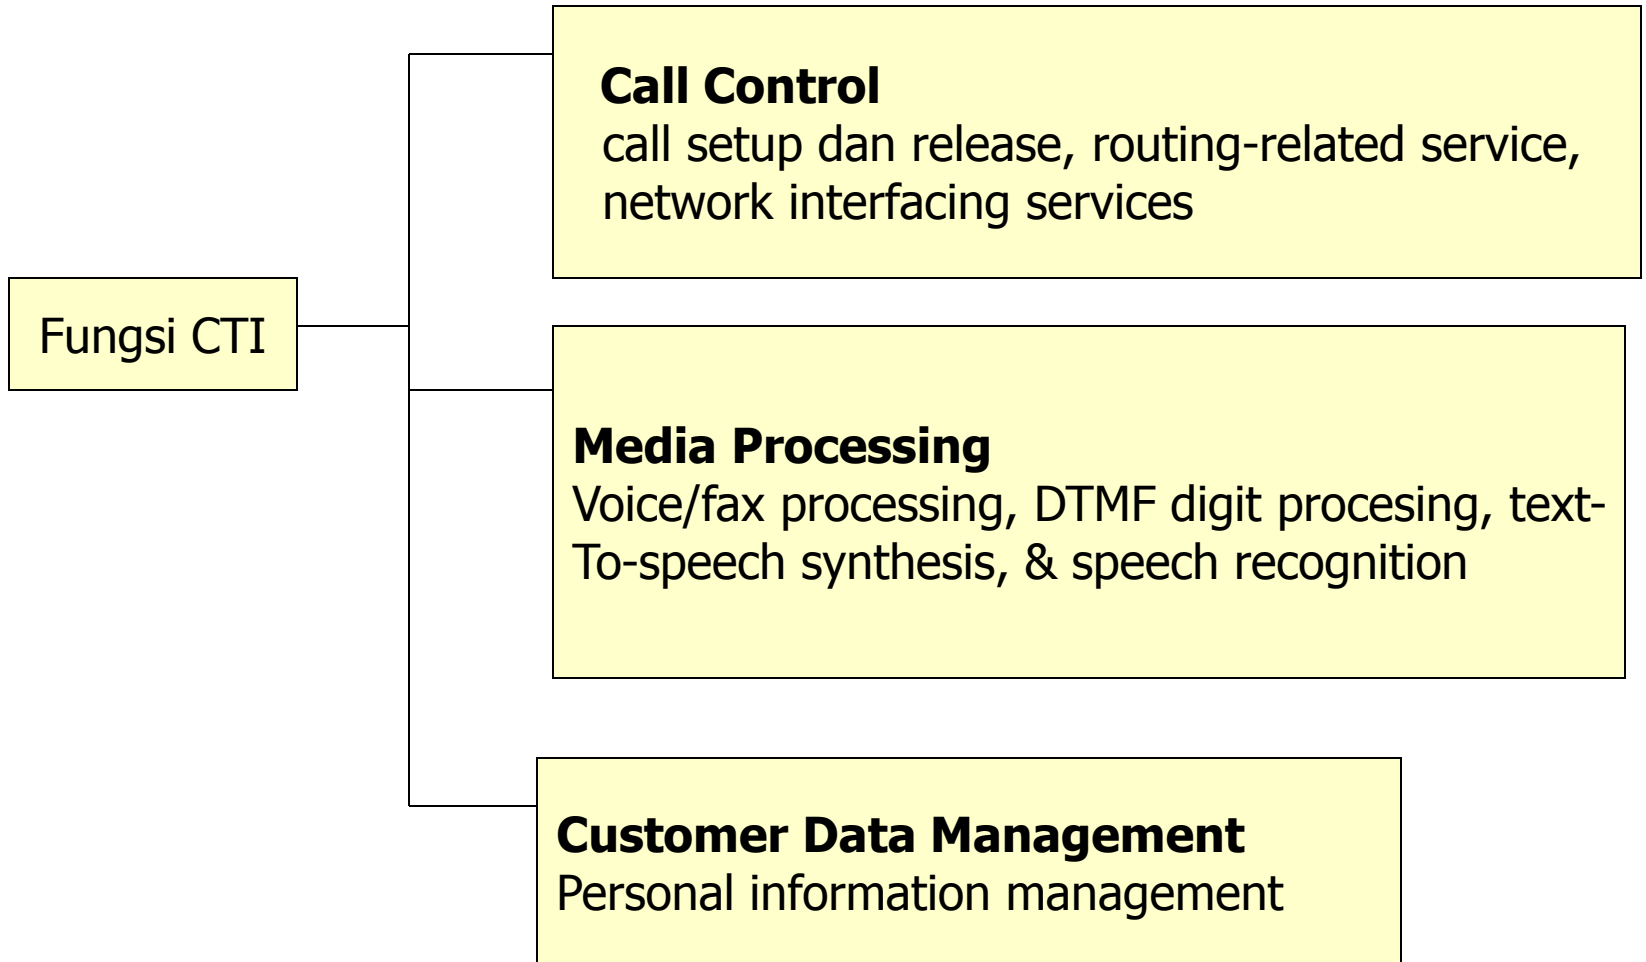 Call Control
call setup dan release, routing-related service,
network interfacing services
Fungsi CTI
Media Processing
Voice/fax processing, DTMF digit procesing, text-
To-speech synthesis, & speech recognition
Customer Data Management
Personal information management